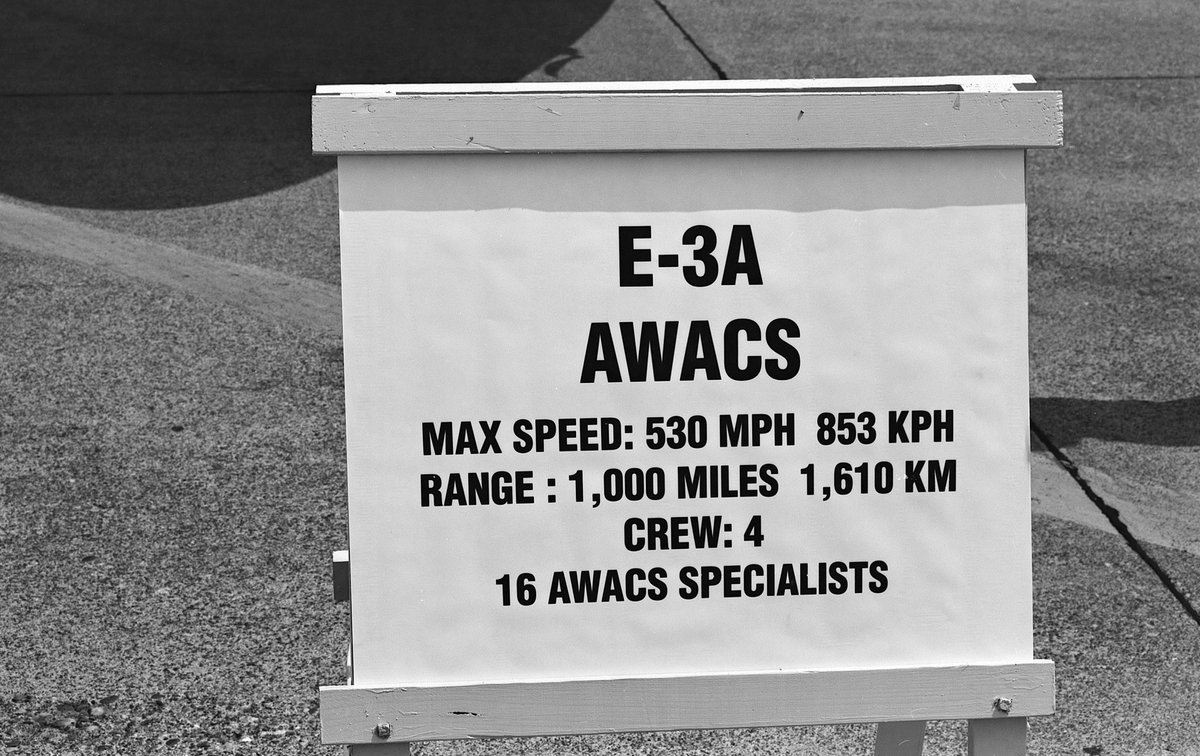 E-3A
AWACS
MAX SPEED: 530 MPH 853 KPH
RANGE : 1,000 MILES 1,610 KM
CREW: 4
16 AWACS SPECIALISTS